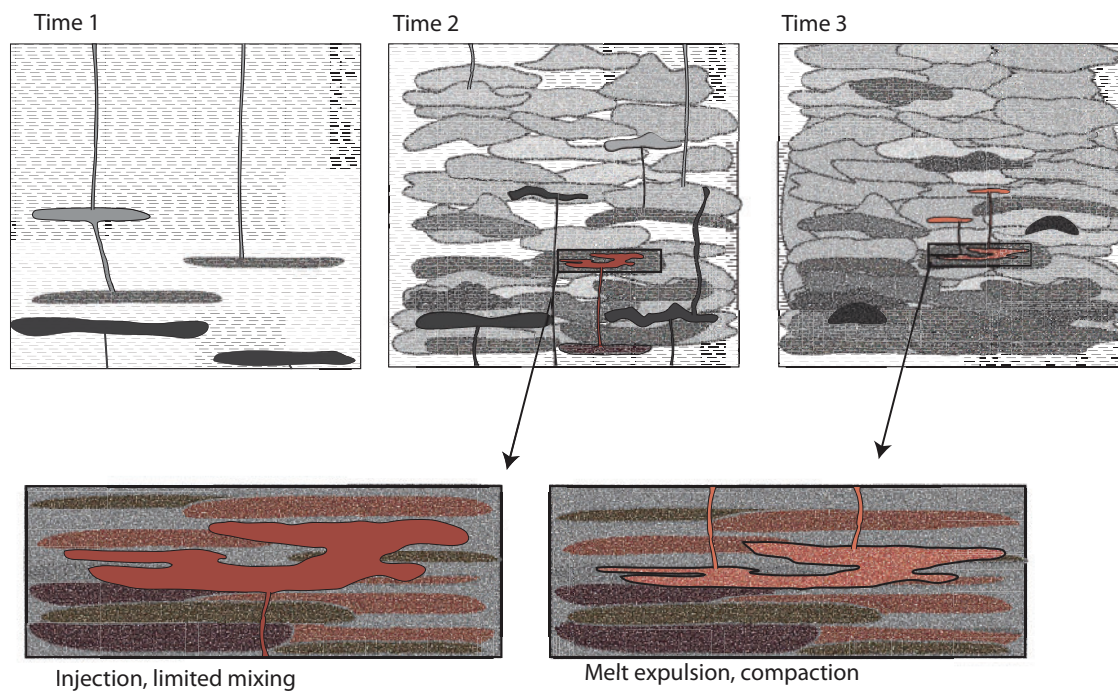 Time 1
Time 2
Time 3
Injection, limited mixing
Melt expulsion, compaction